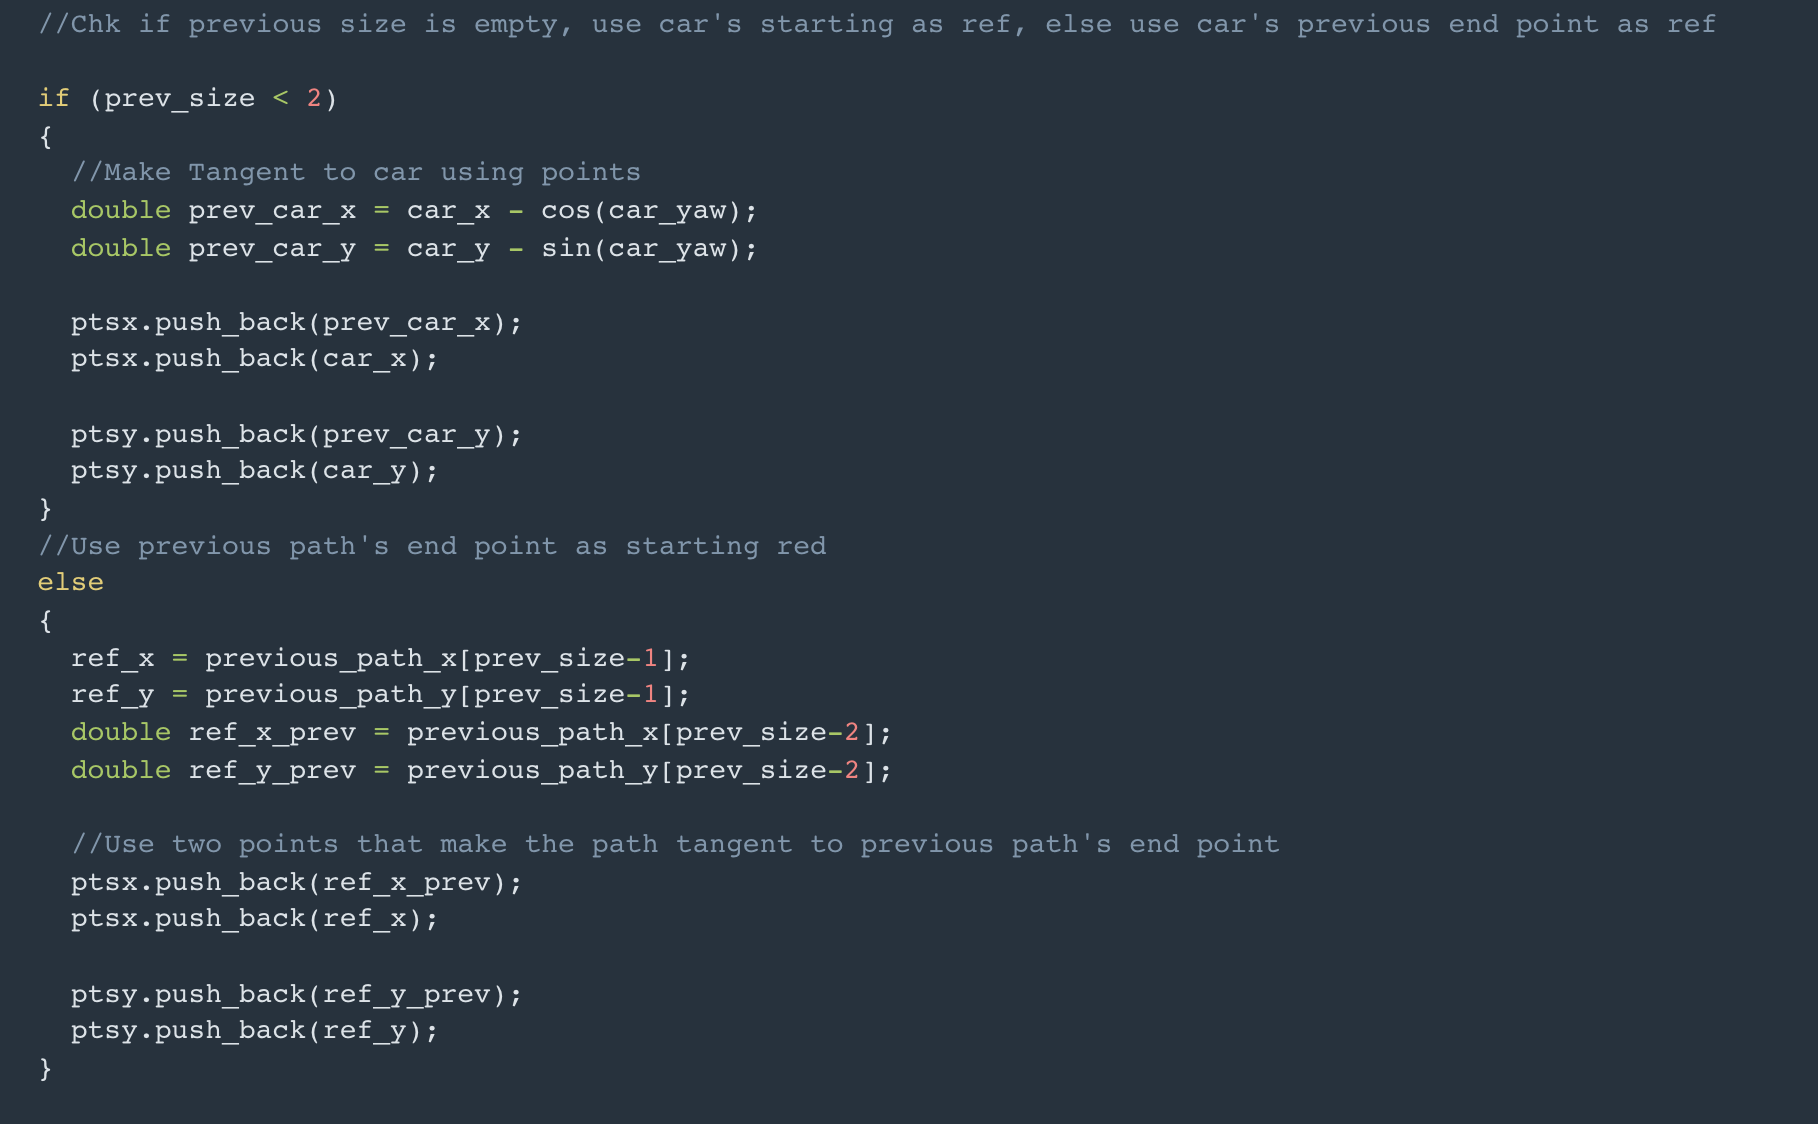 //Chk if previous size is empty, use car's starting as ref, else use car's previous end point as ref
if (prev_size < 2)
{
//Make Tangent to car using points
double prev_car_x = car_x - cos(car_yaw);
double prev_car_y = car_y - sin(car_yaw);
ptsx.push_back(prev_car_x);
ptsx.push_back(car_x);
ptsy.push_back(prev_car_y);
ptsy.push_back(car_y);
}
//Use previous path's end point as starting red
else
{
ref_x = previous_path_x[prev_size-1];
ref_y = previous_path_y[prev_size-1];
double ref_x_prev = previous_path_x[prev_size-2];
double ref_y_prev = previous_path_y[prev_size-2];
//Use two points that make the path tangent to previous path's end point
ptsx.push_back(ref_x_prev);
ptsx.push_back(ref_x);
ptsy.push_back(ref_y_prev);
ptsy.push_back(ref_y);
}